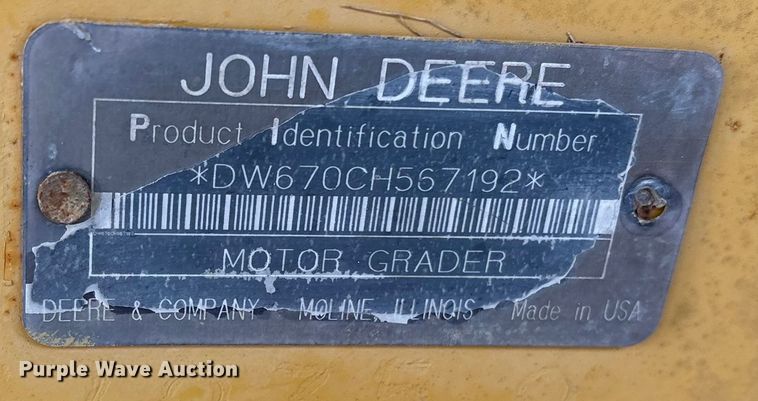 JOHN DEERE
Product Identification Number
*DW670CH567192*
MOTOR GRADER
DEERE & COMPANY MOLINE, ILLINOIS Made in USA
Purple Wave Auction